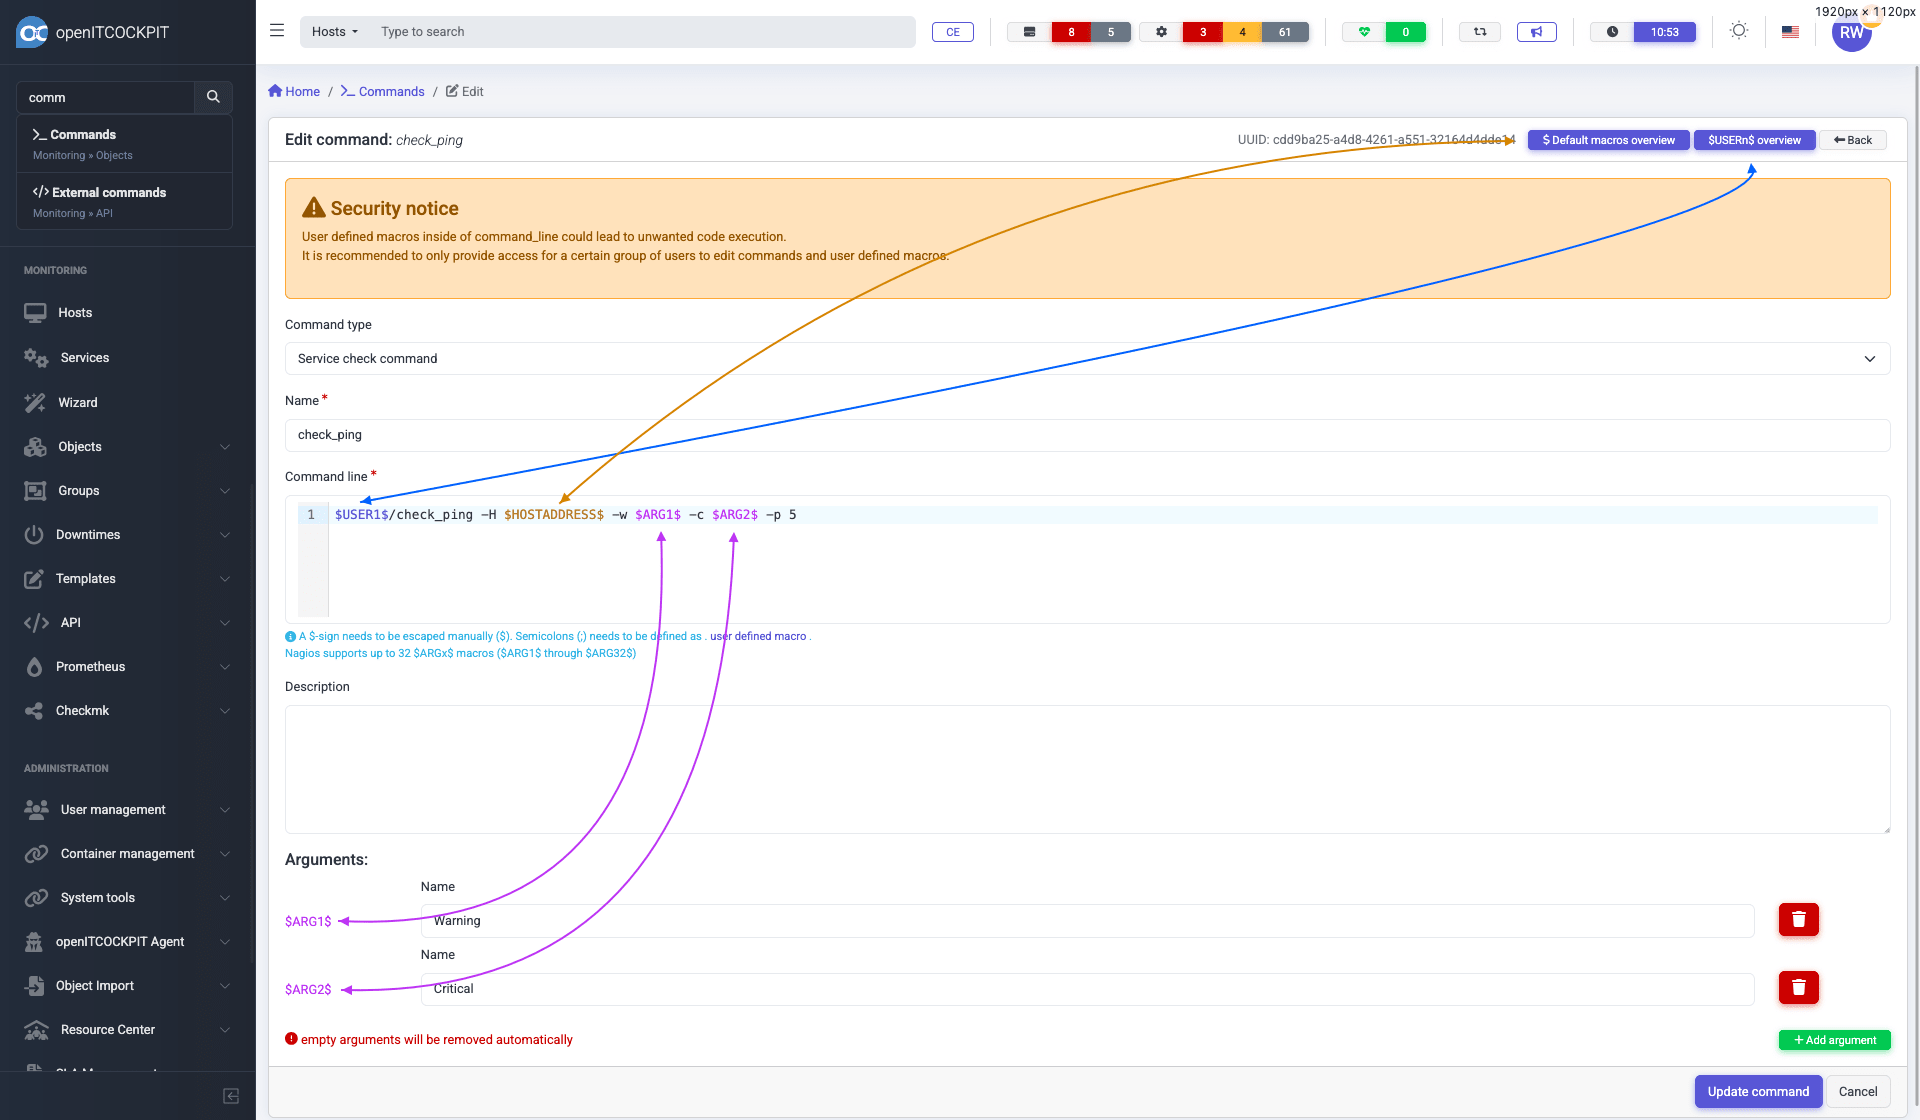 openITCOCKPIT
Hosts
Type to search
CE
8
5
3
4
61
0
10:53
1920px × 1120px
RW
comm
Commands
Monitoring » Objects
External commands
Monitoring » API
MONITORING
Hosts
Services
Wizard
Objects
Groups
Downtimes
Templates
API
Prometheus
Checkmk
ADMINISTRATION
User management
Container management
System tools
openITCOCKPIT Agent
Object Import
Resource Center
Home / Commands / Edit
Edit command: check_ping
UUID: cdd9ba25-a4d8-4261-a551-32164d4dde14
$ Default macros overview
$USERn$ overview
Back
Security notice
User defined macros inside of command_line could lead to unwanted code execution.
It is recommended to only provide access for a certain group of users to edit commands and user defined macros.
Command type
Service check command
Name *
check_ping
Command line *
1 $USER1$/check_ping -H $HOSTADDRESS$ -w $ARG1$ -c $ARG2$ -p 5
A $-sign needs to be escaped manually ($). Semicolons (;) needs to be defined as . user defined macro .
Nagios supports up to 32 $ARGx$ macros ($ARG1$ through $ARG32$)
Description
Arguments:
Name
$ARG1$ Warning
Name
$ARG2$ Critical
empty arguments will be removed automatically
+ Add argument
Update command
Cancel